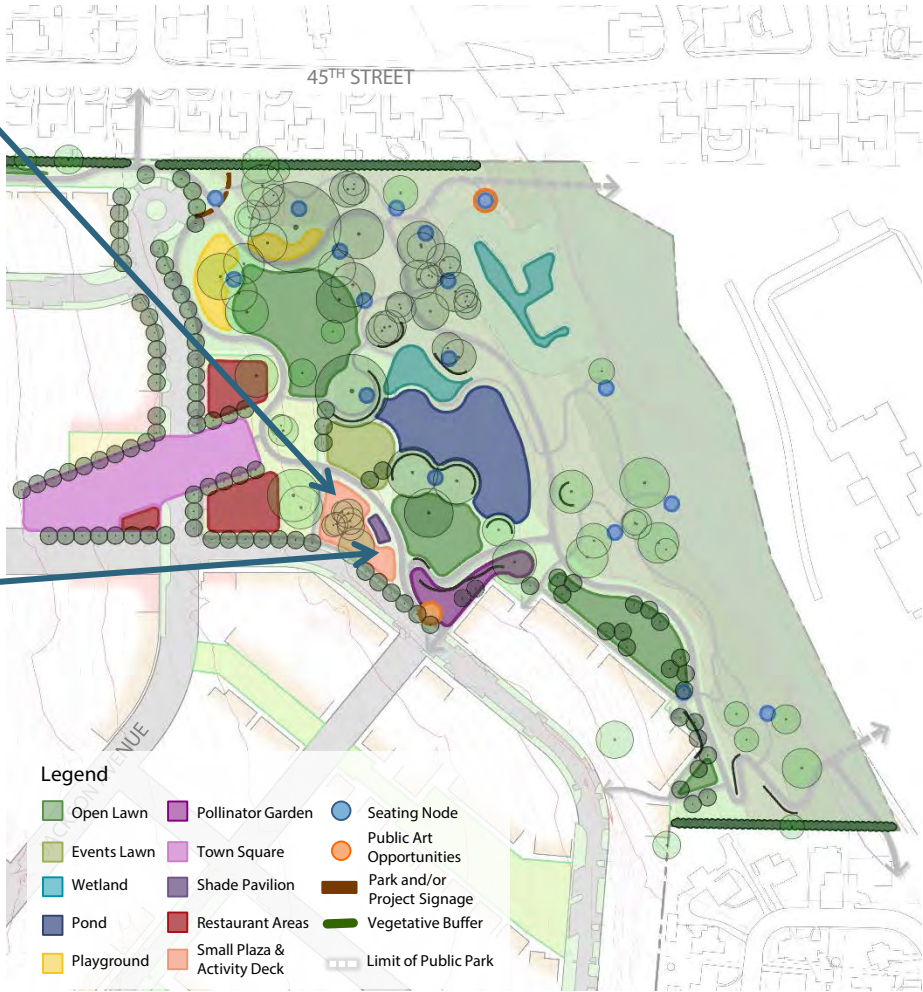 45TH STREET
JACKSON AVENUE
Legend
Open Lawn
Events Lawn
Wetland
Pond
Playground
Pollinator Garden
Town Square
Shade Pavilion
Restaurant Areas
Small Plaza &
Activity Deck
Seating Node
Public Art
Opportunities
Park and/or
Project Signage
Vegetative Buffer
Limit of Public Park